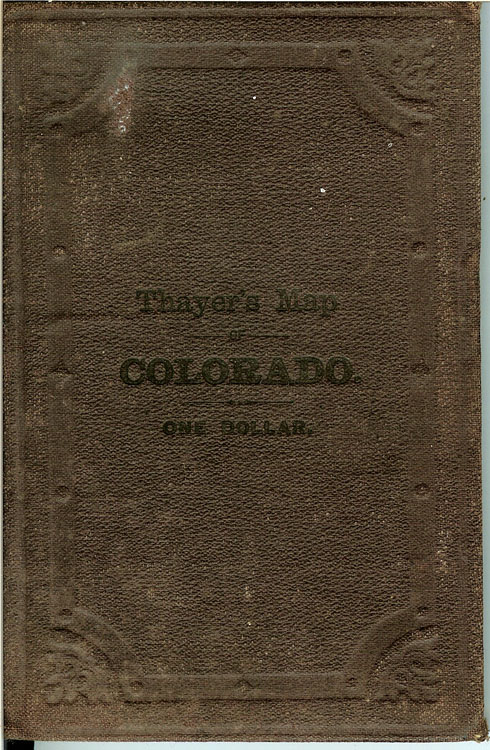 Thayer's Map
OF
COLORADO.
ONE DOLLAR.